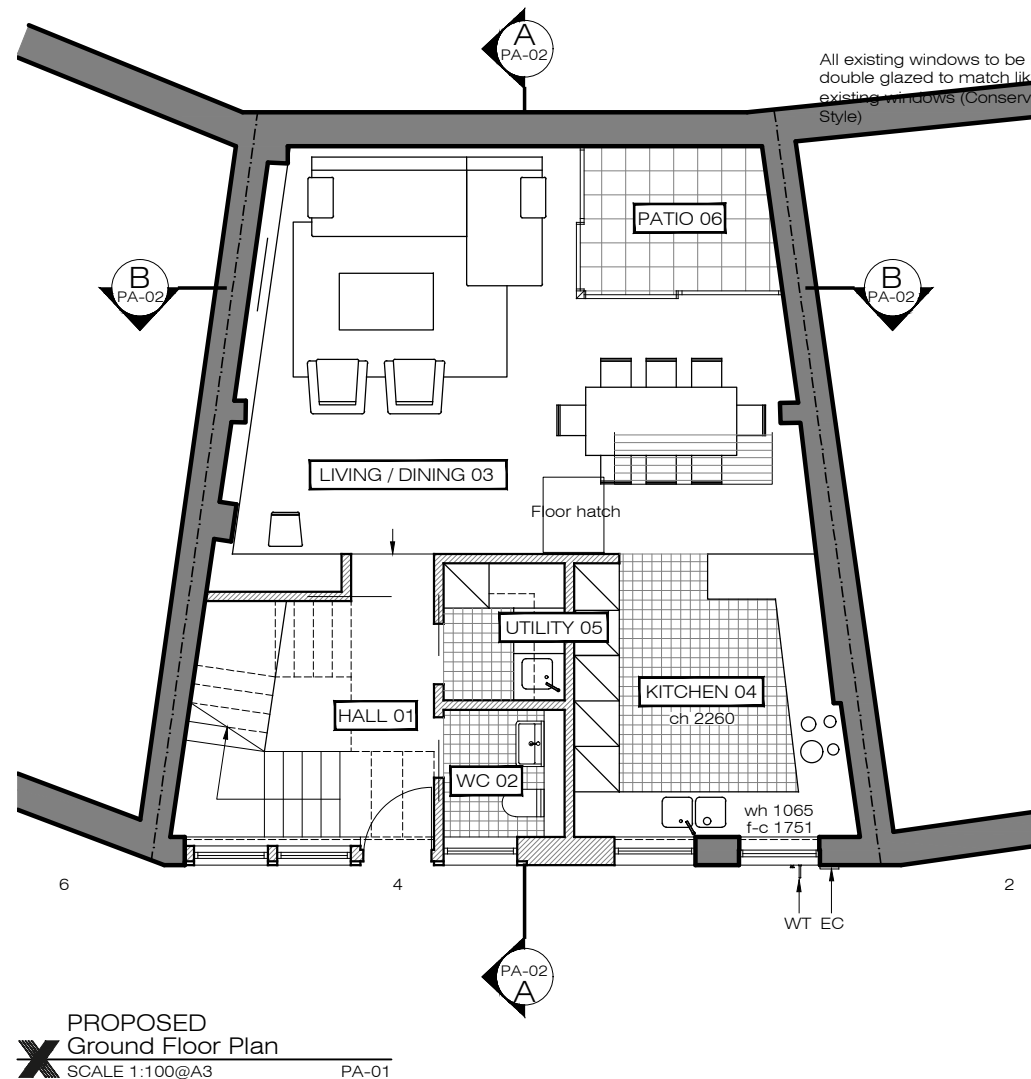 A
PA-02
All existing windows to be
double glazed to match lik
existing windows (Conserv
Style)
PATIO 06
B
PA-02
B
PA-02
LIVING / DINING 03
Floor hatch
UTILITY 05
KITCHEN 04
ch 2260
HALL 01
WC 02
wh 1065
f-c 1751
6
4
2
WT EC
PA-02
A
PROPOSED
Ground Floor Plan
SCALE 1:100@A3 PA-01